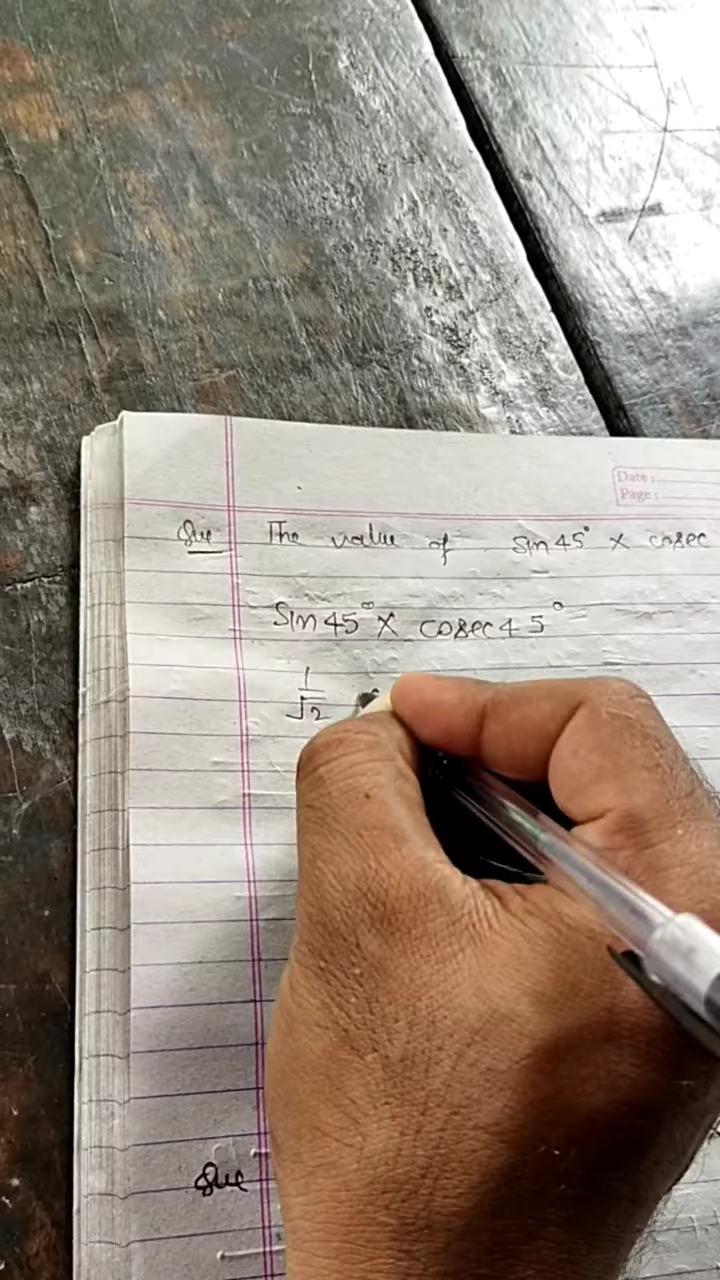 Date :
Page :
Que The value of sin 45° × cosec
Sin 45° × cosec 45°
1/√2
Que